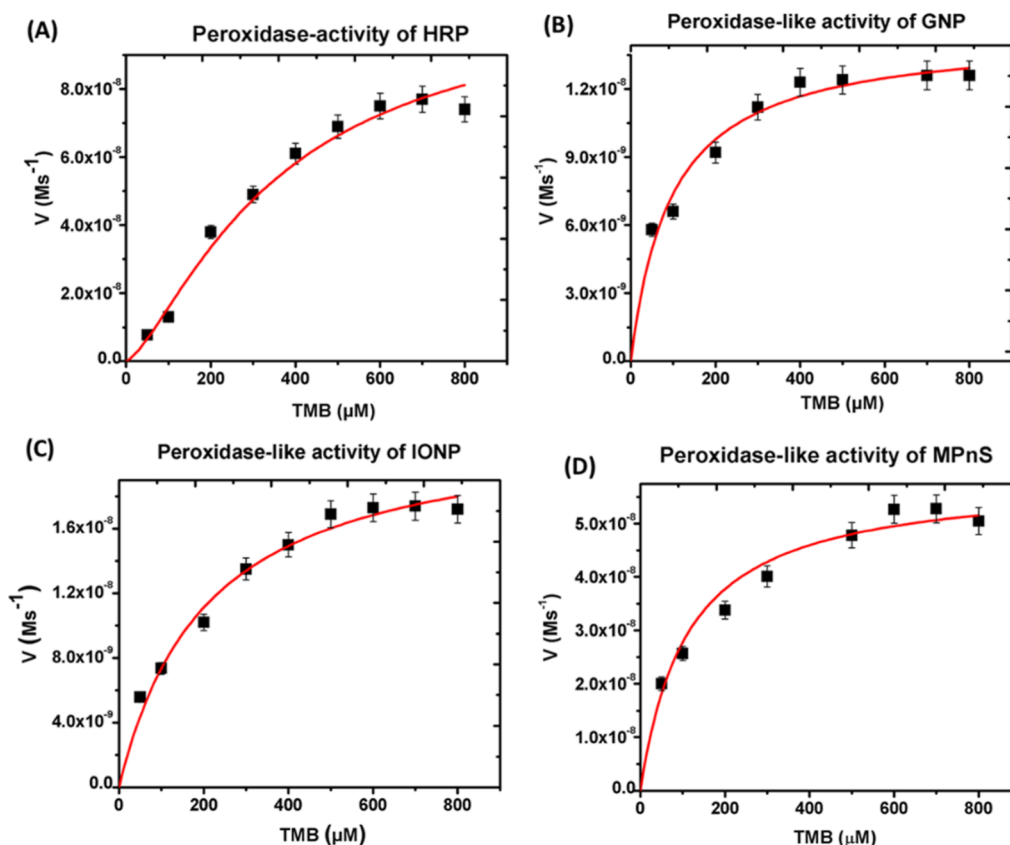 (A)
Peroxidase-activity of HRP
8.0x10⁻⁸
6.0x10⁻⁸
4.0x10⁻⁸
2.0x10⁻⁸
0.0
V (Ms⁻¹)
0 200 400 600 800
TMB (µM)
(B)
Peroxidase-like activity of GNP
1.2x10⁻⁸
9.0x10⁻⁹
6.0x10⁻⁹
3.0x10⁻⁹
0.0
V (Ms⁻¹)
0 200 400 600 800
TMB (µM)
(C)
Peroxidase-like activity of IONP
1.6x10⁻⁸
1.2x10⁻⁸
8.0x10⁻⁹
4.0x10⁻⁹
0.0
V (Ms⁻¹)
0 200 400 600 800
TMB (µM)
(D)
Peroxidase-like activity of MPnS
5.0x10⁻⁸
4.0x10⁻⁸
3.0x10⁻⁸
2.0x10⁻⁸
1.0x10⁻⁸
0.0
V (Ms⁻¹)
0 200 400 600 800
TMB (µM)